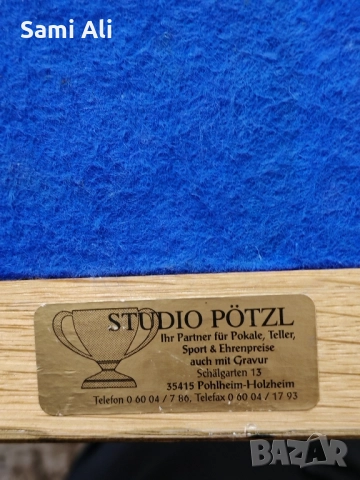 Sami Ali
STUDIO PÖTZL
Ihr Partner für Pokale, Teller,
Sport & Ehrenpreise
auch mit Gravur
Schälgarten 13
35415 Pohlheim-Holzheim
Telefon 0 60 04 / 7 86, Telefax 0 60 04 / 17 93
BAZAR